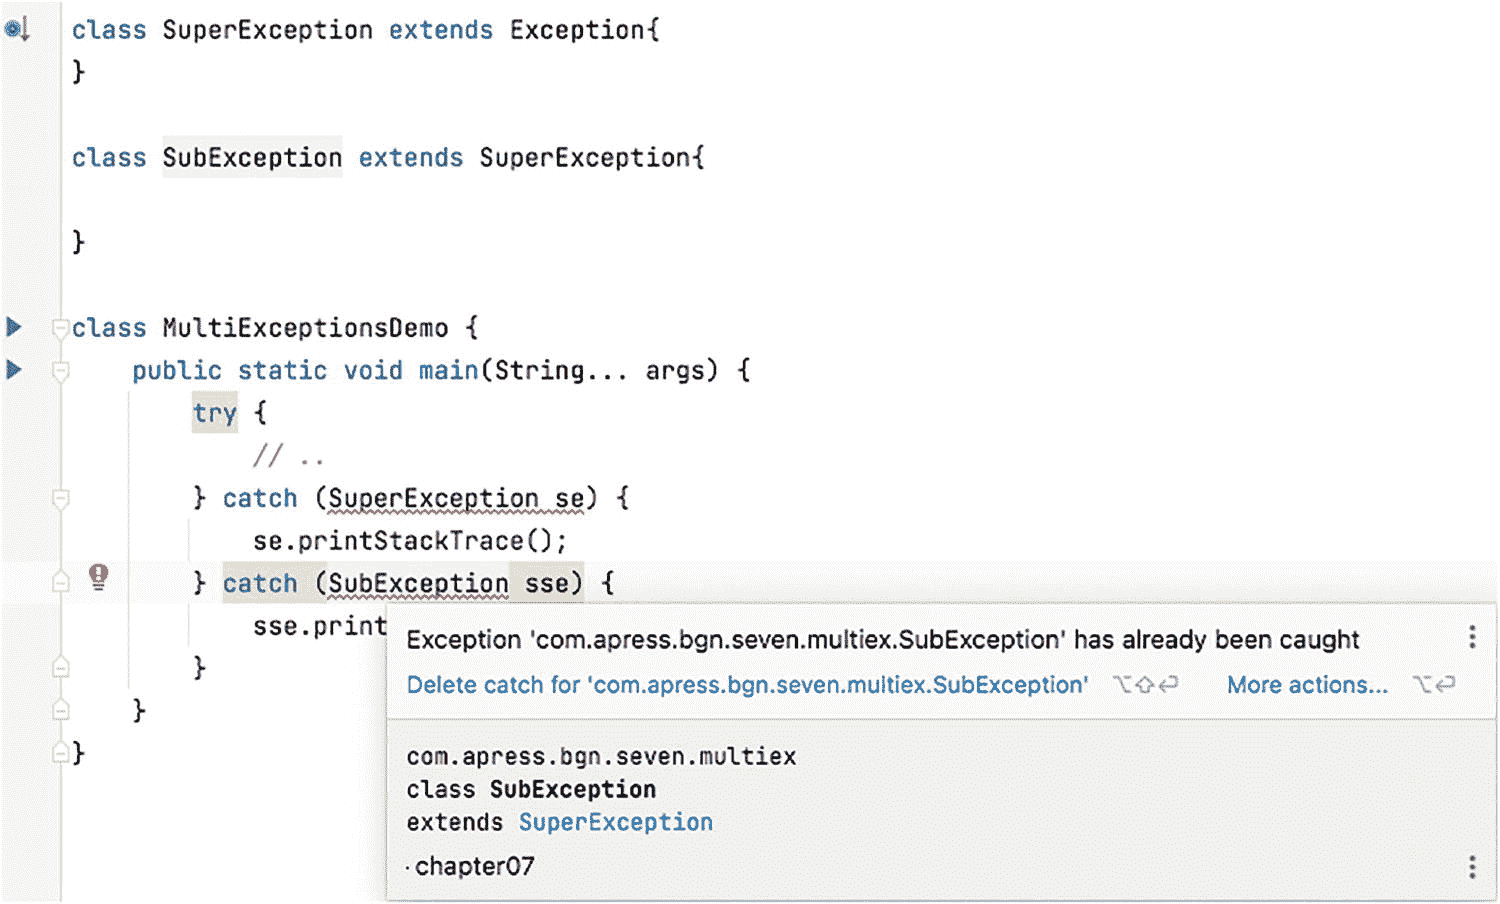 class SuperException extends Exception{
}
class SubException extends SuperException{
}
class MultiExceptionsDemo {
public static void main(String... args) {
try {
// ..
} catch (SuperException se) {
se.printStackTrace();
} catch (SubException sse) {
sse.print
}
}
}
Exception 'com.apress.bgn.seven.multiex.SubException' has already been caught
Delete catch for 'com.apress.bgn.seven.multiex.SubException' ⌥⇧⏎ More actions... ⌥⏎
com.apress.bgn.seven.multiex
class SubException
extends SuperException
· chapter07